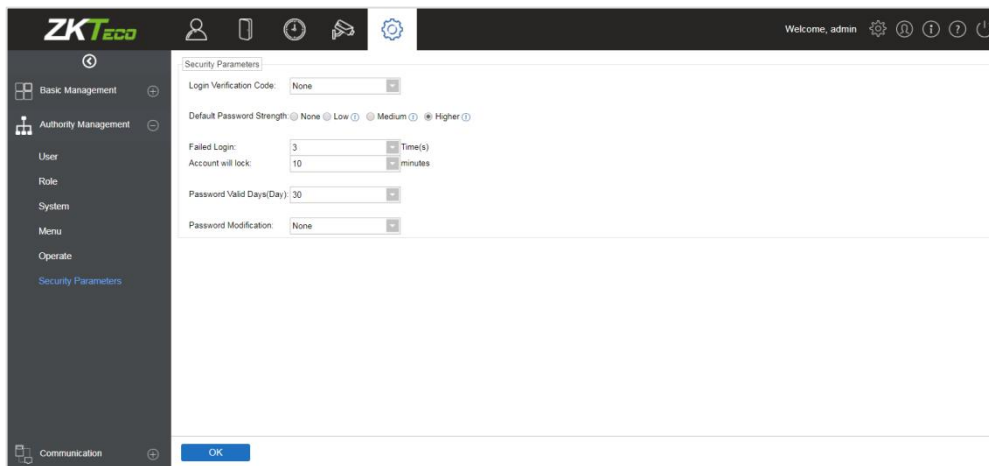 ZKTECO
Welcome, admin
Basic Management
Authority Management
User
Role
System
Menu
Operate
Security Parameters
Communication
Security Parameters
Login Verification Code: None
Default Password Strength: None Low Medium Higher
Failed Login: 3 Time(s)
Account will lock: 10 minutes
Password Valid Days(Day): 30
Password Modification: None
OK